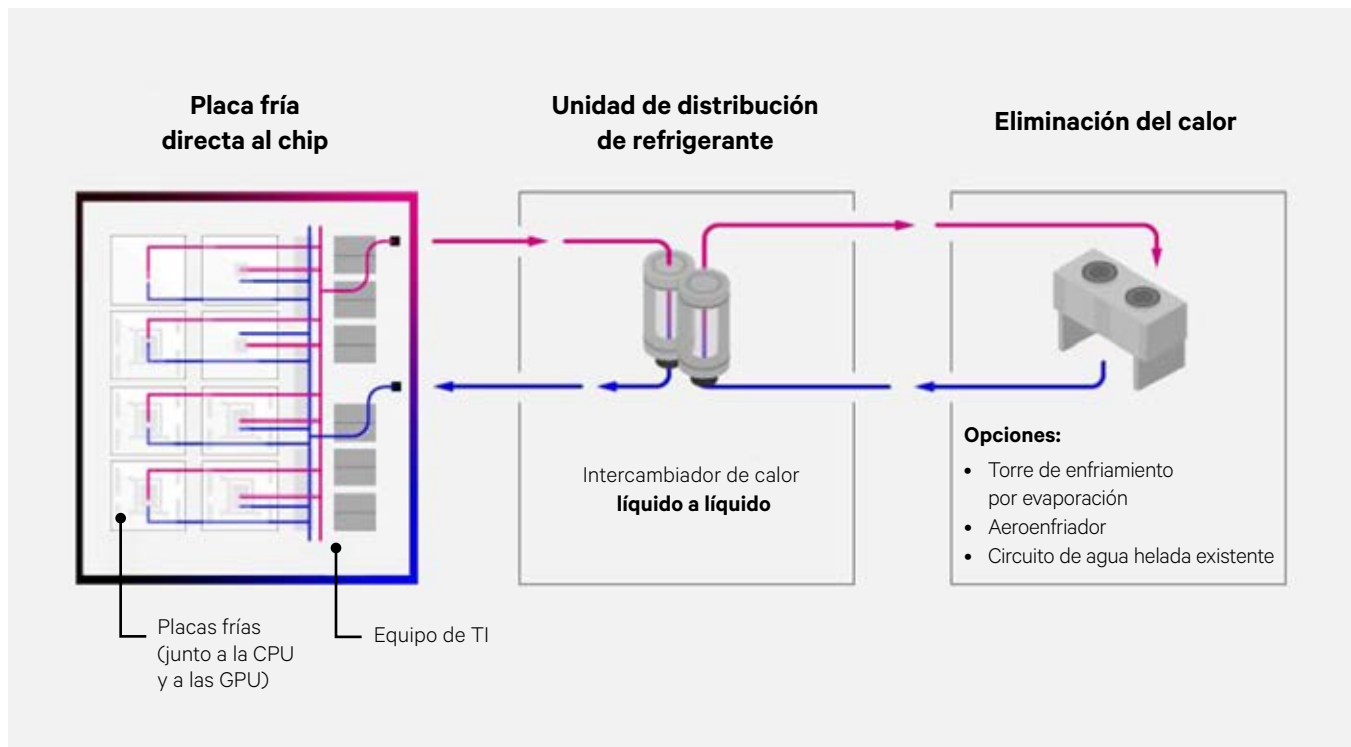 Placa fría
directa al chip
Unidad de distribución
de refrigerante
Eliminación del calor
Intercambiador de calor
líquido a líquido
Opciones:
• Torre de enfriamiento
por evaporación
• Aeroenfriador
• Circuito de agua helada existente
Placas frías
(junto a la CPU
y a las GPU)
Equipo de TI